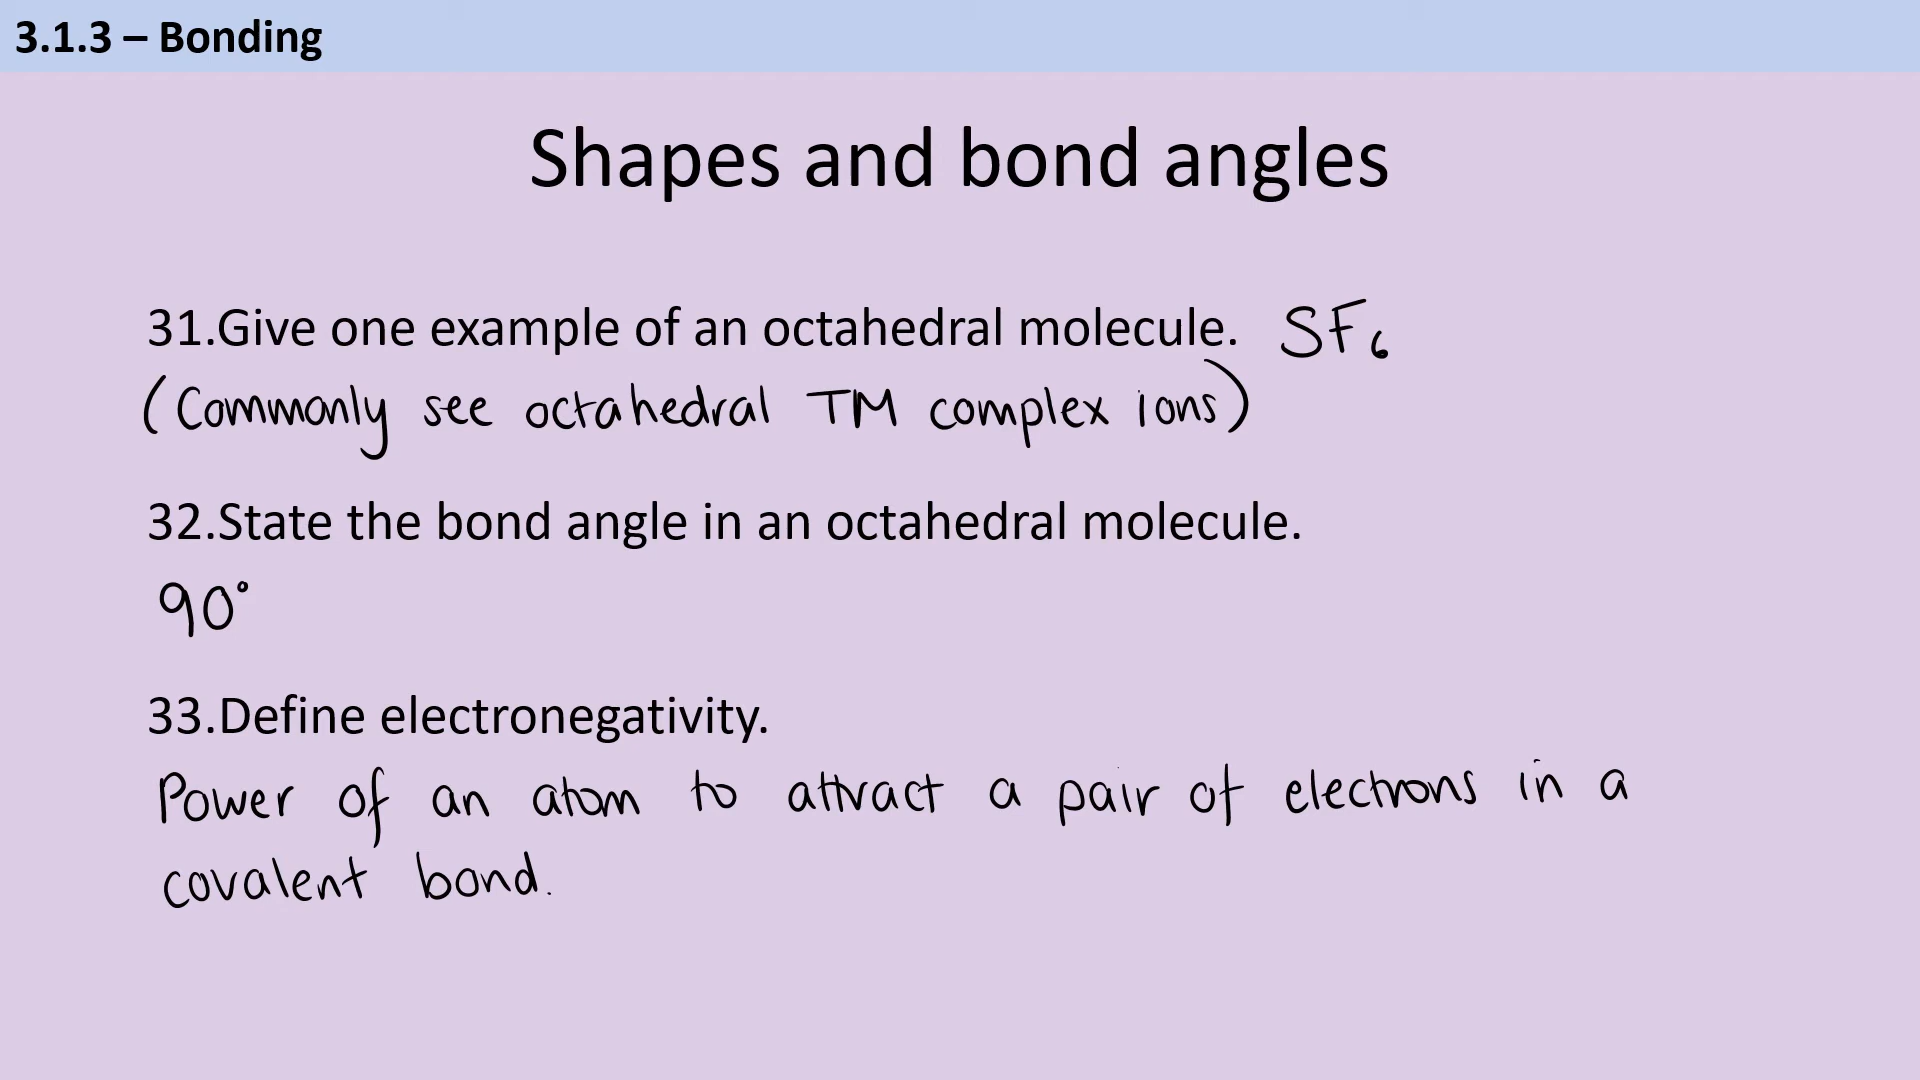 3.1.3 – Bonding
Shapes and bond angles
31.Give one example of an octahedral molecule. SF₆
(Commonly see octahedral TM complex ions)
32.State the bond angle in an octahedral molecule.
90°
33.Define electronegativity.
Power of an atom to attract a pair of electrons in a
covalent bond.